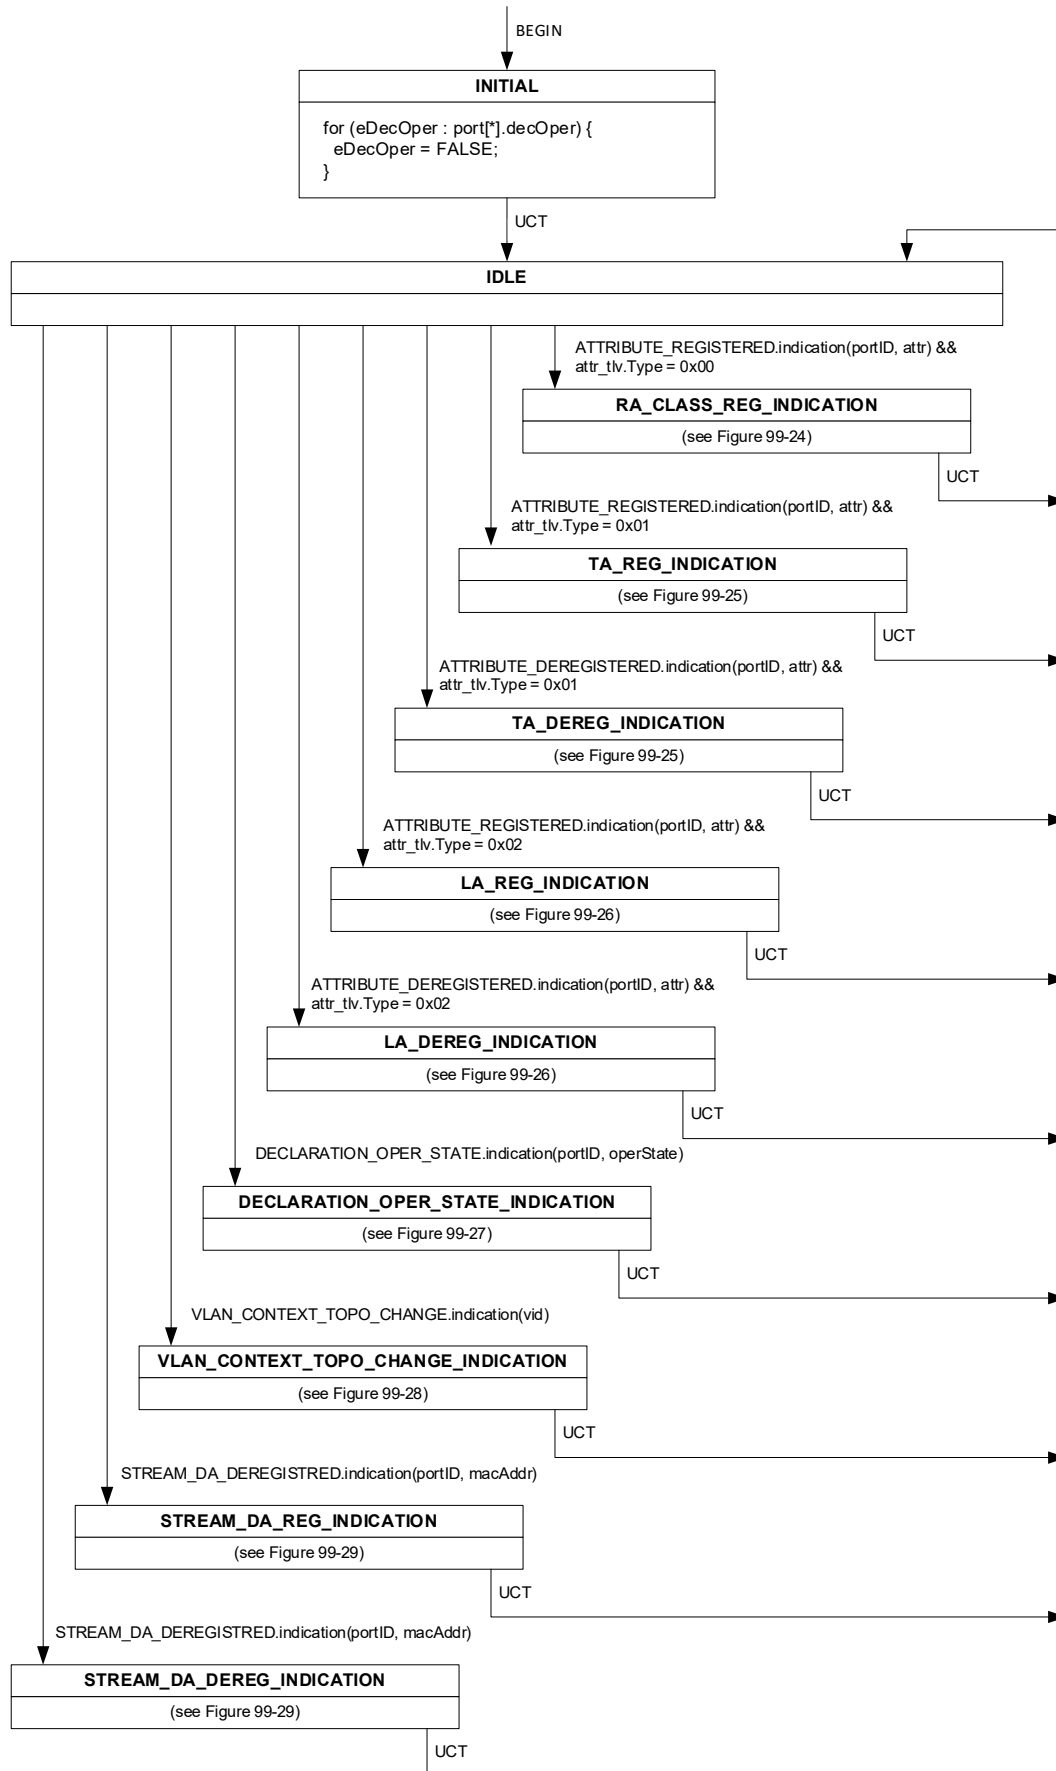 BEGIN
INITIAL
for (eDecOper : port[*].decOper) {
eDecOper = FALSE;
}
UCT
IDLE
ATTRIBUTE_REGISTERED.indication(portID, attr) &&
attr_tlv.Type = 0x00
RA_CLASS_REG_INDICATION
(see Figure 99-24)
UCT
ATTRIBUTE_REGISTERED.indication(portID, attr) &&
attr_tlv.Type = 0x01
TA_REG_INDICATION
(see Figure 99-25)
UCT
ATTRIBUTE_DEREGISTERED.indication(portID, attr) &&
attr_tlv.Type = 0x01
TA_DEREG_INDICATION
(see Figure 99-25)
UCT
ATTRIBUTE_REGISTERED.indication(portID, attr) &&
attr_tlv.Type = 0x02
LA_REG_INDICATION
(see Figure 99-26)
UCT
ATTRIBUTE_DEREGISTERED.indication(portID, attr) &&
attr_tlv.Type = 0x02
LA_DEREG_INDICATION
(see Figure 99-26)
UCT
DECLARATION_OPER_STATE.indication(portID, operState)
DECLARATION_OPER_STATE_INDICATION
(see Figure 99-27)
UCT
VLAN_CONTEXT_TOPO_CHANGE.indication(vid)
VLAN_CONTEXT_TOPO_CHANGE_INDICATION
(see Figure 99-28)
UCT
STREAM_DA_DEREGISTRED.indication(portID, macAddr)
STREAM_DA_REG_INDICATION
(see Figure 99-29)
UCT
STREAM_DA_DEREGISTRED.indication(portID, macAddr)
STREAM_DA_DEREG_INDICATION
(see Figure 99-29)
UCT